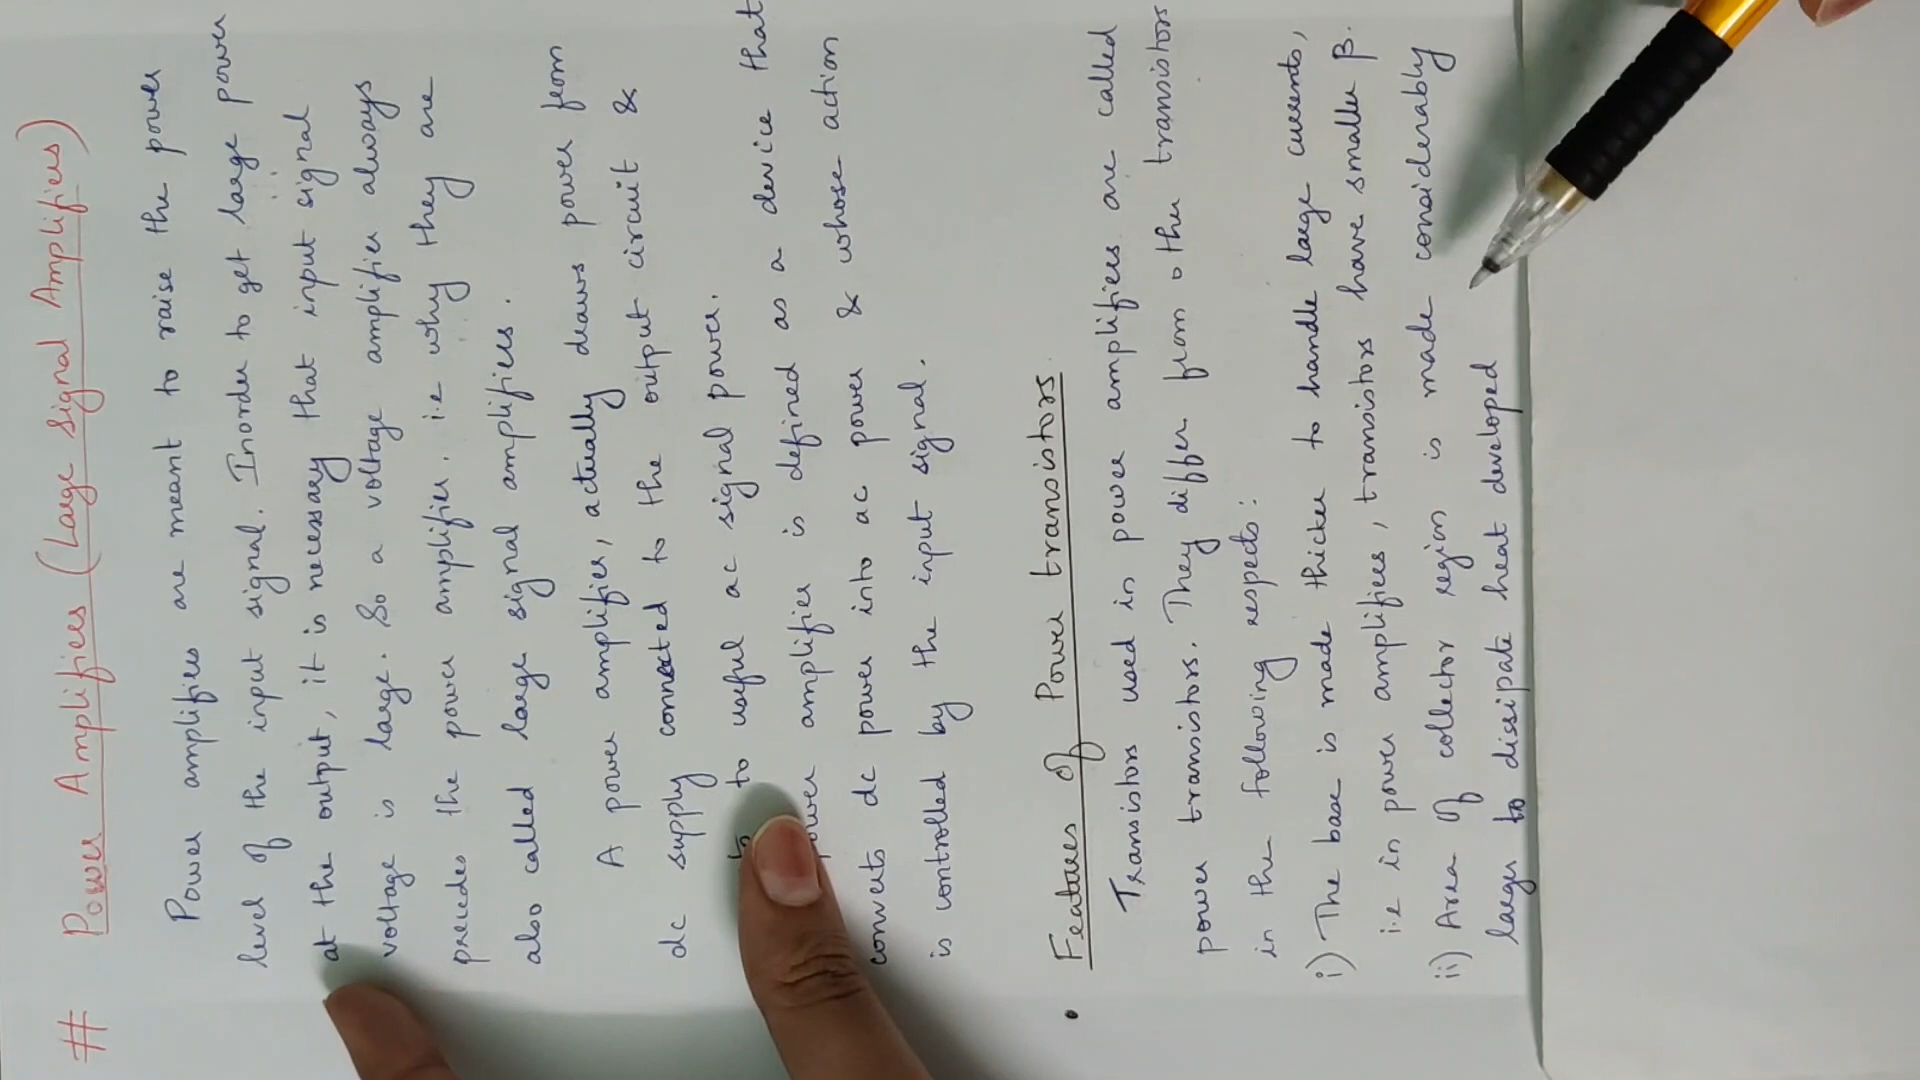 # Power Amplifiers (Large Signal Amplifiers)
Power amplifiers are meant to raise the power
level of the input signal. Inorder to get large power
at the output, it is necessary that input signal
voltage is large. So a voltage amplifier always
precedes the power amplifier. i.e why they are
also called large signal amplifiers.
A power amplifier, actually draws power from
dc supply connected to the output circuit &
to useful ac signal power.
power amplifier is defined as a device that
converts dc power into ac power & whose action
is controlled by the input signal.
• Features of Power transistors
Transistors used in power amplifiers are called
power transistors. They differ from other transistors
in the following respects:
i) The base is made thicker to handle large currents,
i.e in power amplifiers, transistors have smaller β.
ii) Area of collector region is made considerably
larger to dissipate heat developed